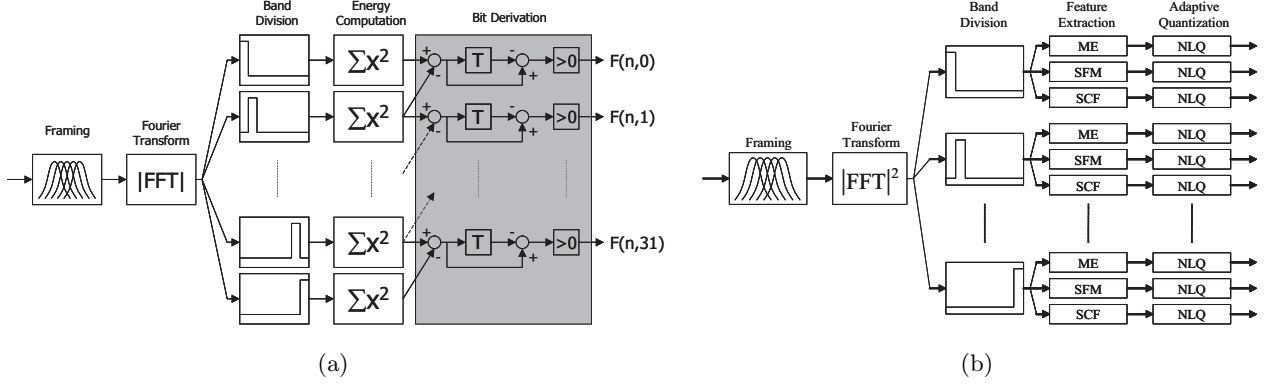 Band
Division
Energy
Computation
Bit Derivation
Framing
Fourier
Transform
|FFT|
∑x²
+
-
T
-
+
>0
F(n,0)
∑x²
+
-
T
-
+
>0
F(n,1)
∑x²
+
-
T
-
+
>0
F(n,31)
∑x²
(a)
Band
Division
Feature
Extraction
Adaptive
Quantization
Framing
Fourier
Transform
|FFT|²
ME
NLQ
SFM
NLQ
SCF
NLQ
ME
NLQ
SFM
NLQ
SCF
NLQ
ME
NLQ
SFM
NLQ
SCF
NLQ
(b)